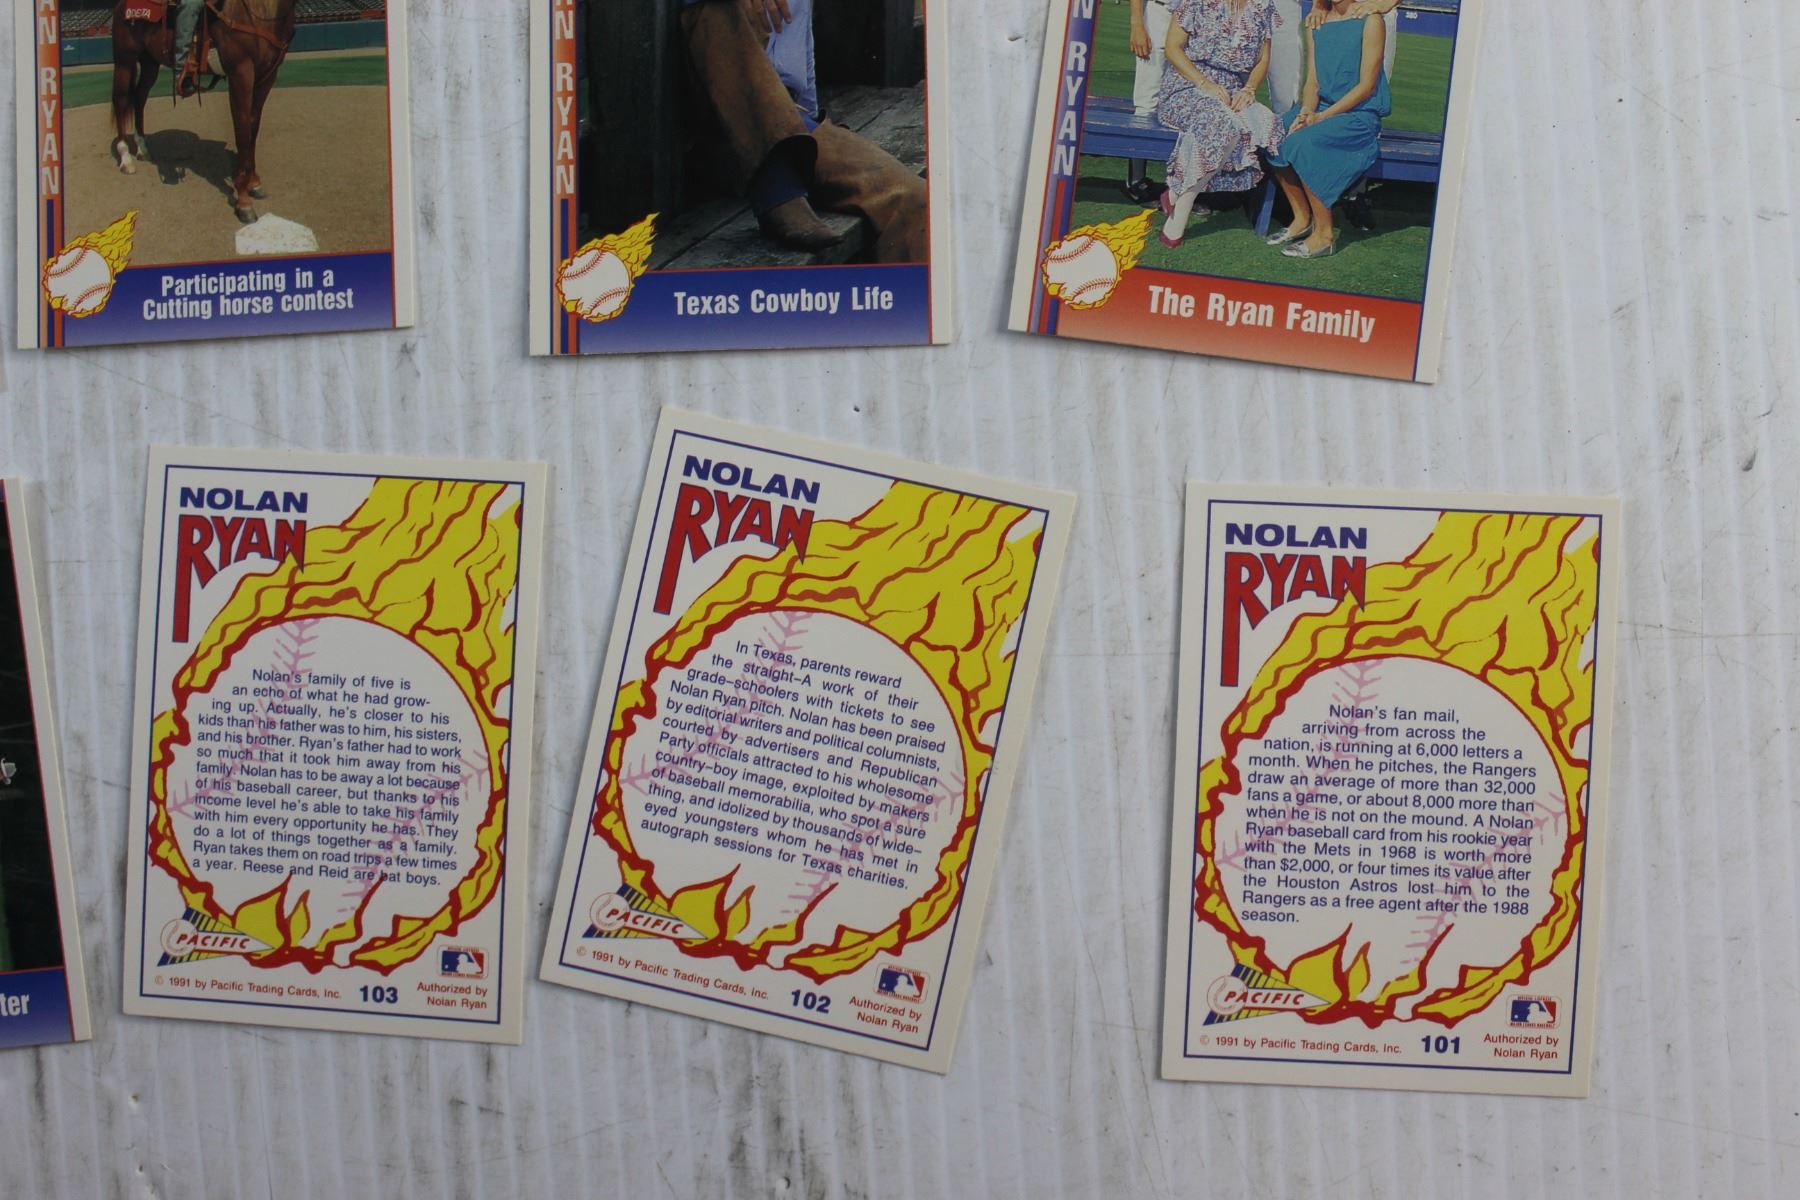 AN RYAN
ODETA
Participating in a
Cutting horse contest
N RYAN
Texas Cowboy Life
N RYAN
380
The Ryan Family
ter
NOLAN
RYAN
Nolan's family of five is
an echo of what he had grow-
ing up. Actually, he's closer to his
kids than his father was to him, his sisters,
and his brother. Ryan's father had to work
so much that it took him away from his
family. Nolan has to be away a lot because
of his baseball career, but thanks to his
income level he's able to take his family
with him every opportunity he has. They
do a lot of things together as a family.
Ryan takes them on road trips a few times
a year. Reese and Reid are bat boys.
PACIFIC
© 1991 by Pacific Trading Cards, Inc.
103
Authorized by
Nolan Ryan
NOLAN
RYAN
In Texas, parents reward
the straight-A work of their
grade-schoolers with tickets to see
Nolan Ryan pitch. Nolan has been praised
by editorial writers and political columnists,
courted by advertisers and Republican
Party officials attracted to his wholesome
country-boy image, exploited by makers
of baseball memorabilia, who spot a sure
thing, and idolized by thousands of wide-
eyed youngsters whom he has met in
autograph sessions for Texas charities.
PACIFIC
© 1991 by Pacific Trading Cards, Inc.
102
Authorized by
Nolan Ryan
NOLAN
RYAN
Nolan's fan mail,
arriving from across the
nation, is running at 6,000 letters a
month. When he pitches, the Rangers
draw an average of more than 32,000
fans a game, or about 8,000 more than
when he is not on the mound. A Nolan
Ryan baseball card from his rookie year
with the Mets in 1968 is worth more
than $2,000, or four times its value after
the Houston Astros lost him to the
Rangers as a free agent after the 1988
season.
PACIFIC
© 1991 by Pacific Trading Cards, Inc.
101
Authorized by
Nolan Ryan